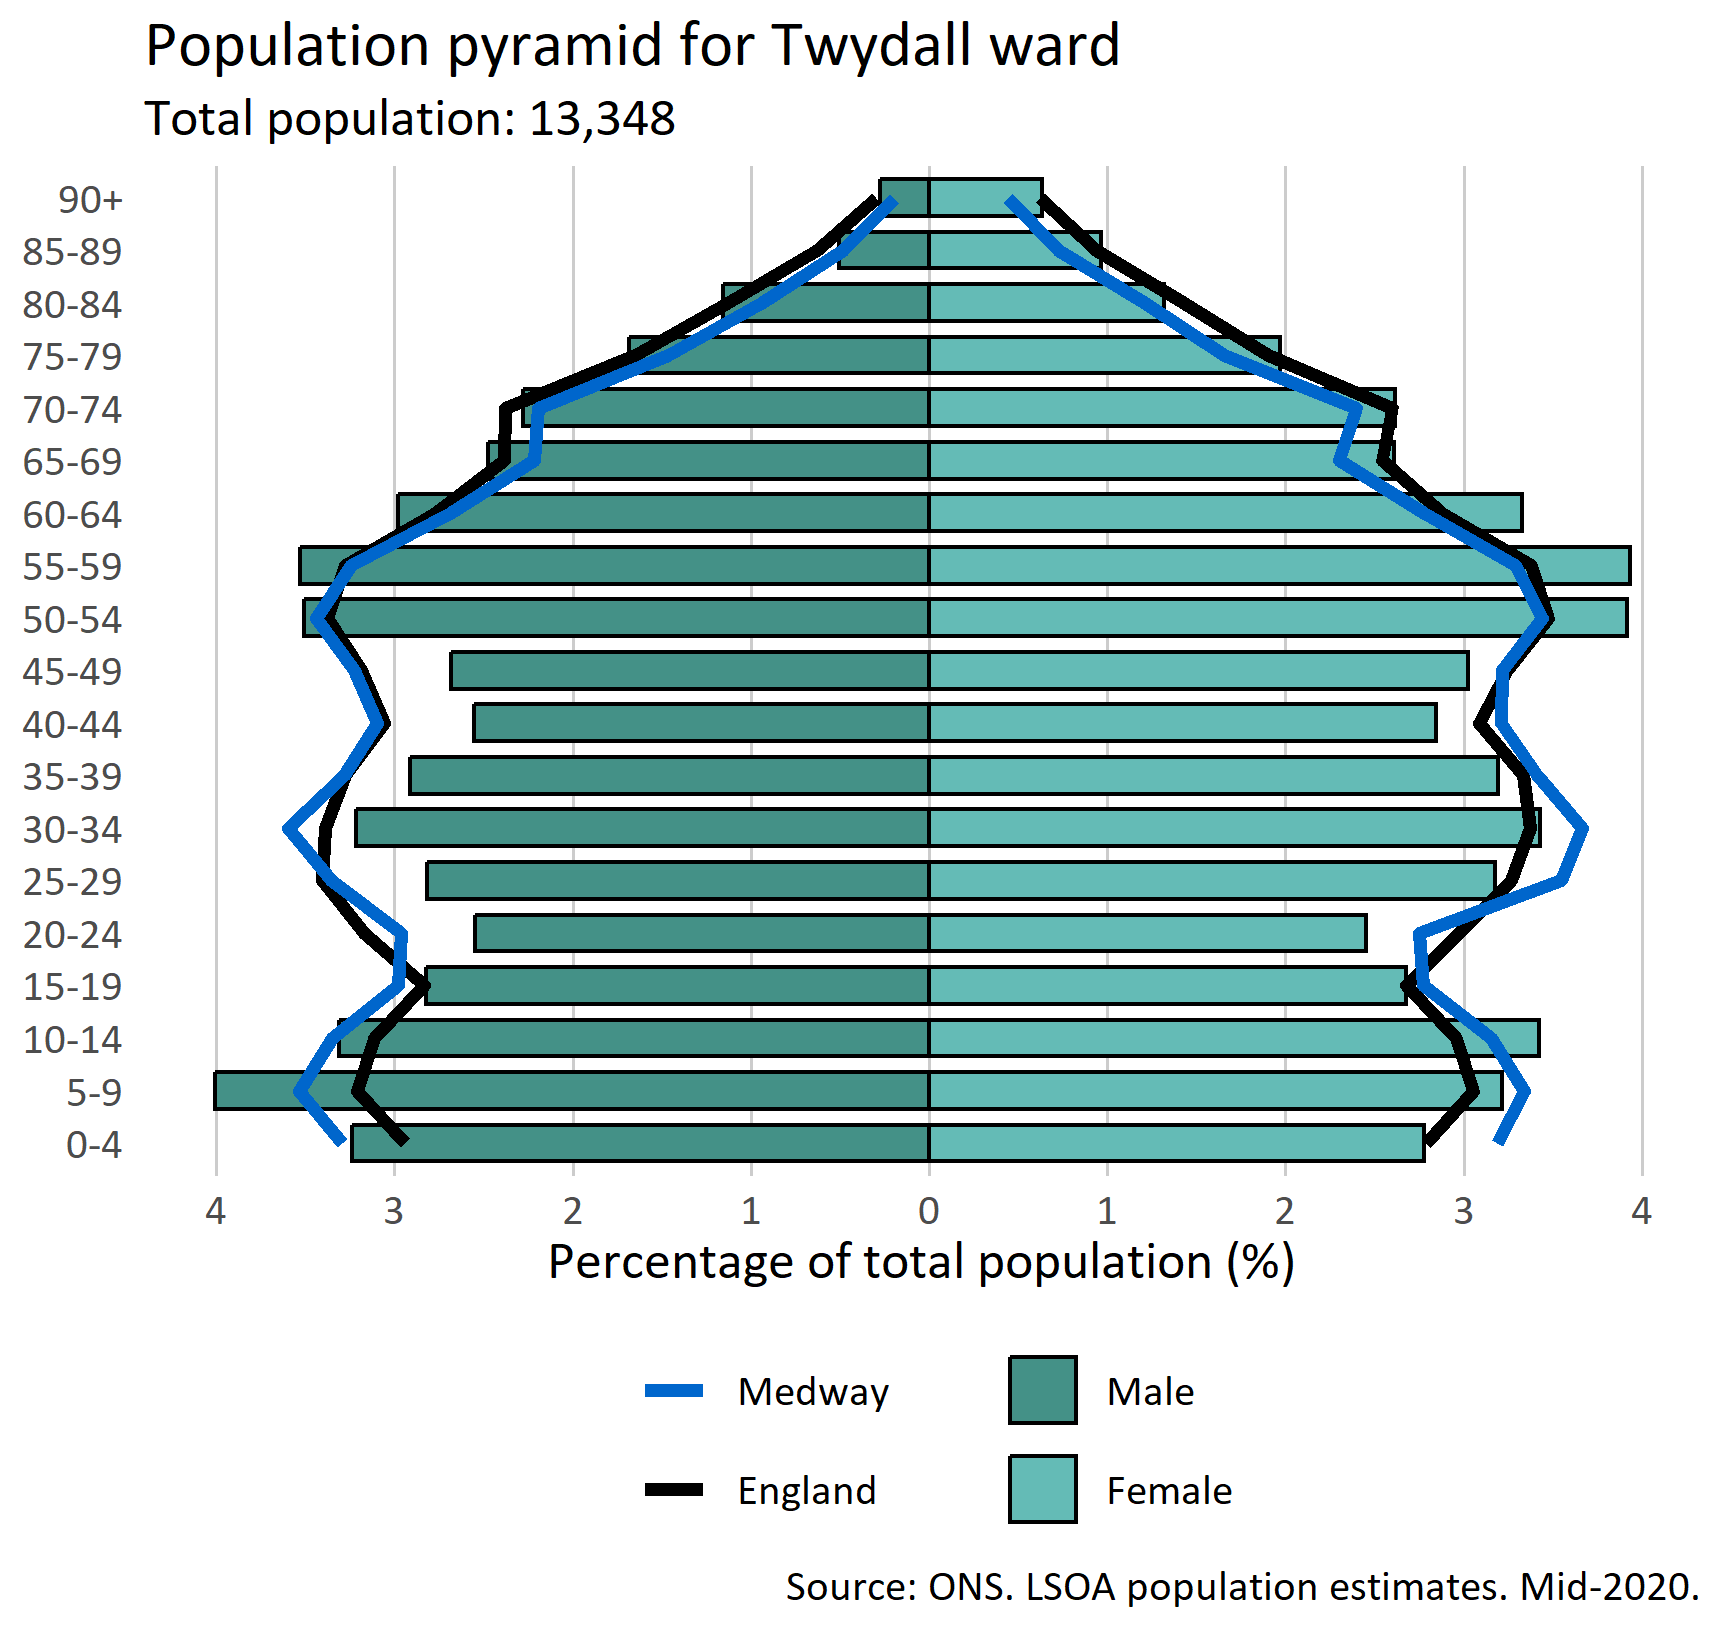 Population pyramid for Twydall ward
Total population: 13,348
90+
85-89
80-84
75-79
70-74
65-69
60-64
55-59
50-54
45-49
40-44
35-39
30-34
25-29
20-24
15-19
10-14
5-9
0-4
4 3 2 1 0 1 2 3 4
Percentage of total population (%)
Medway Male
England Female
Source: ONS. LSOA population estimates. Mid-2020.